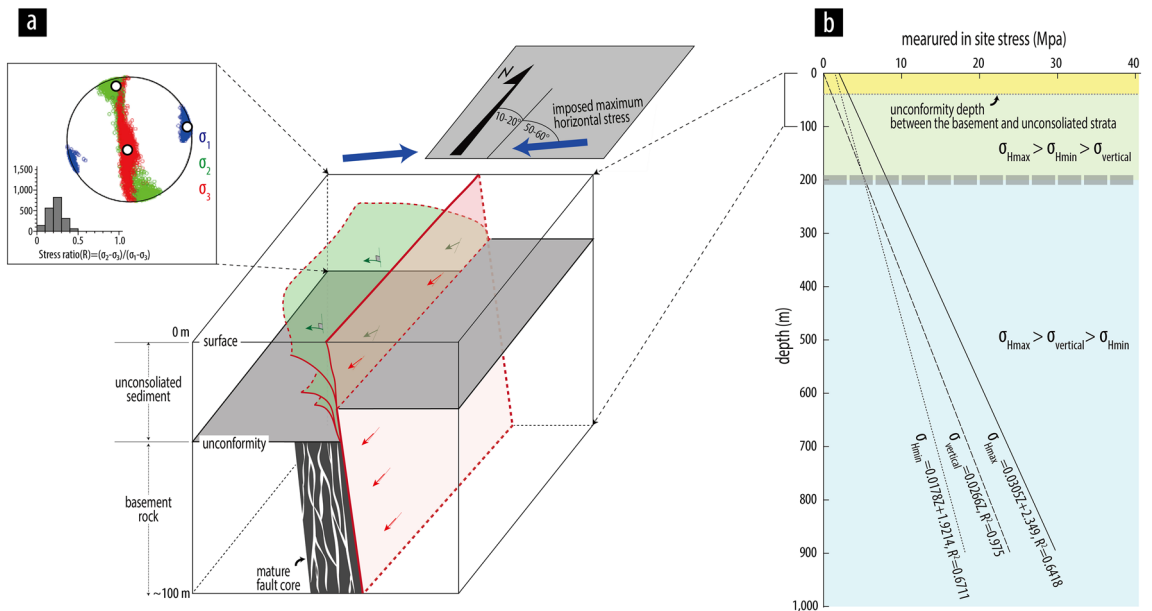 a
σ1
σ2
σ3
1,500
1,000
500
0
0
0.5
1.0
Stress ratio(R)=(σ2-σ3)/(σ1-σ3)
N
10-20°
50-60°
imposed maximum
horizontal stress
0 m
surface
unconsoliated
sediment
unconformity
basement
rock
mature
fault core
~100 m
b
mearured in site stress (Mpa)
0
10
20
30
40
0
100
200
300
400
500
600
700
800
900
1,000
depth (m)
unconformity depth
between the basement and unconsoliated strata
σHmax > σHmin > σvertical
σHmax > σvertical > σHmin
σHmin=0.0178Z+1.9214, R²=0.6711
σvertical=0.0266Z, R²=0.975
σHmax=0.0305Z+2.349, R²=0.6418